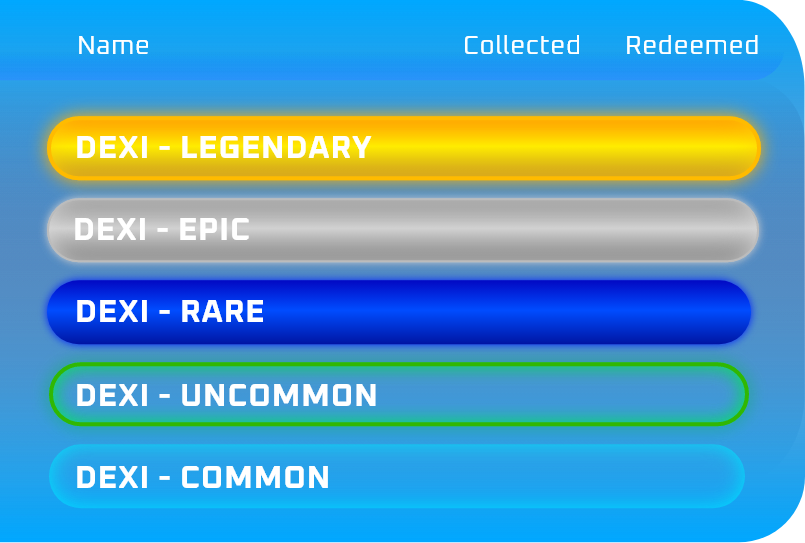 Name Collected Redeemed
DEXI - LEGENDARY
DEXI - EPIC
DEXI - RARE
DEXI - UNCOMMON
DEXI - COMMON